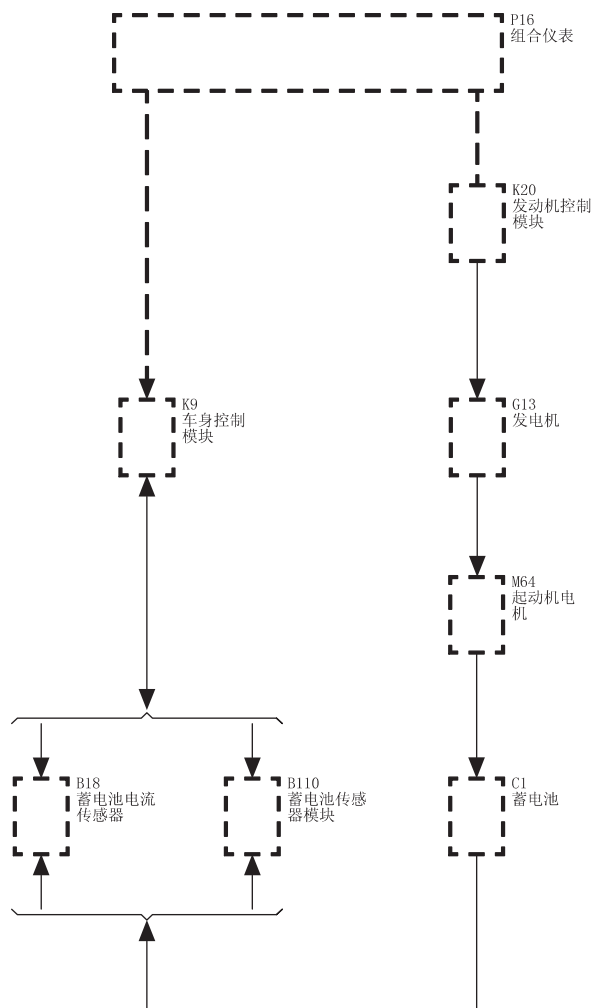 P16
组合仪表
K20
发动机控制
模块
K9
车身控制
模块
G13
发电机
M64
起动机电
机
B18
蓄电池电流
传感器
B110
蓄电池传感
器模块
C1
蓄电池